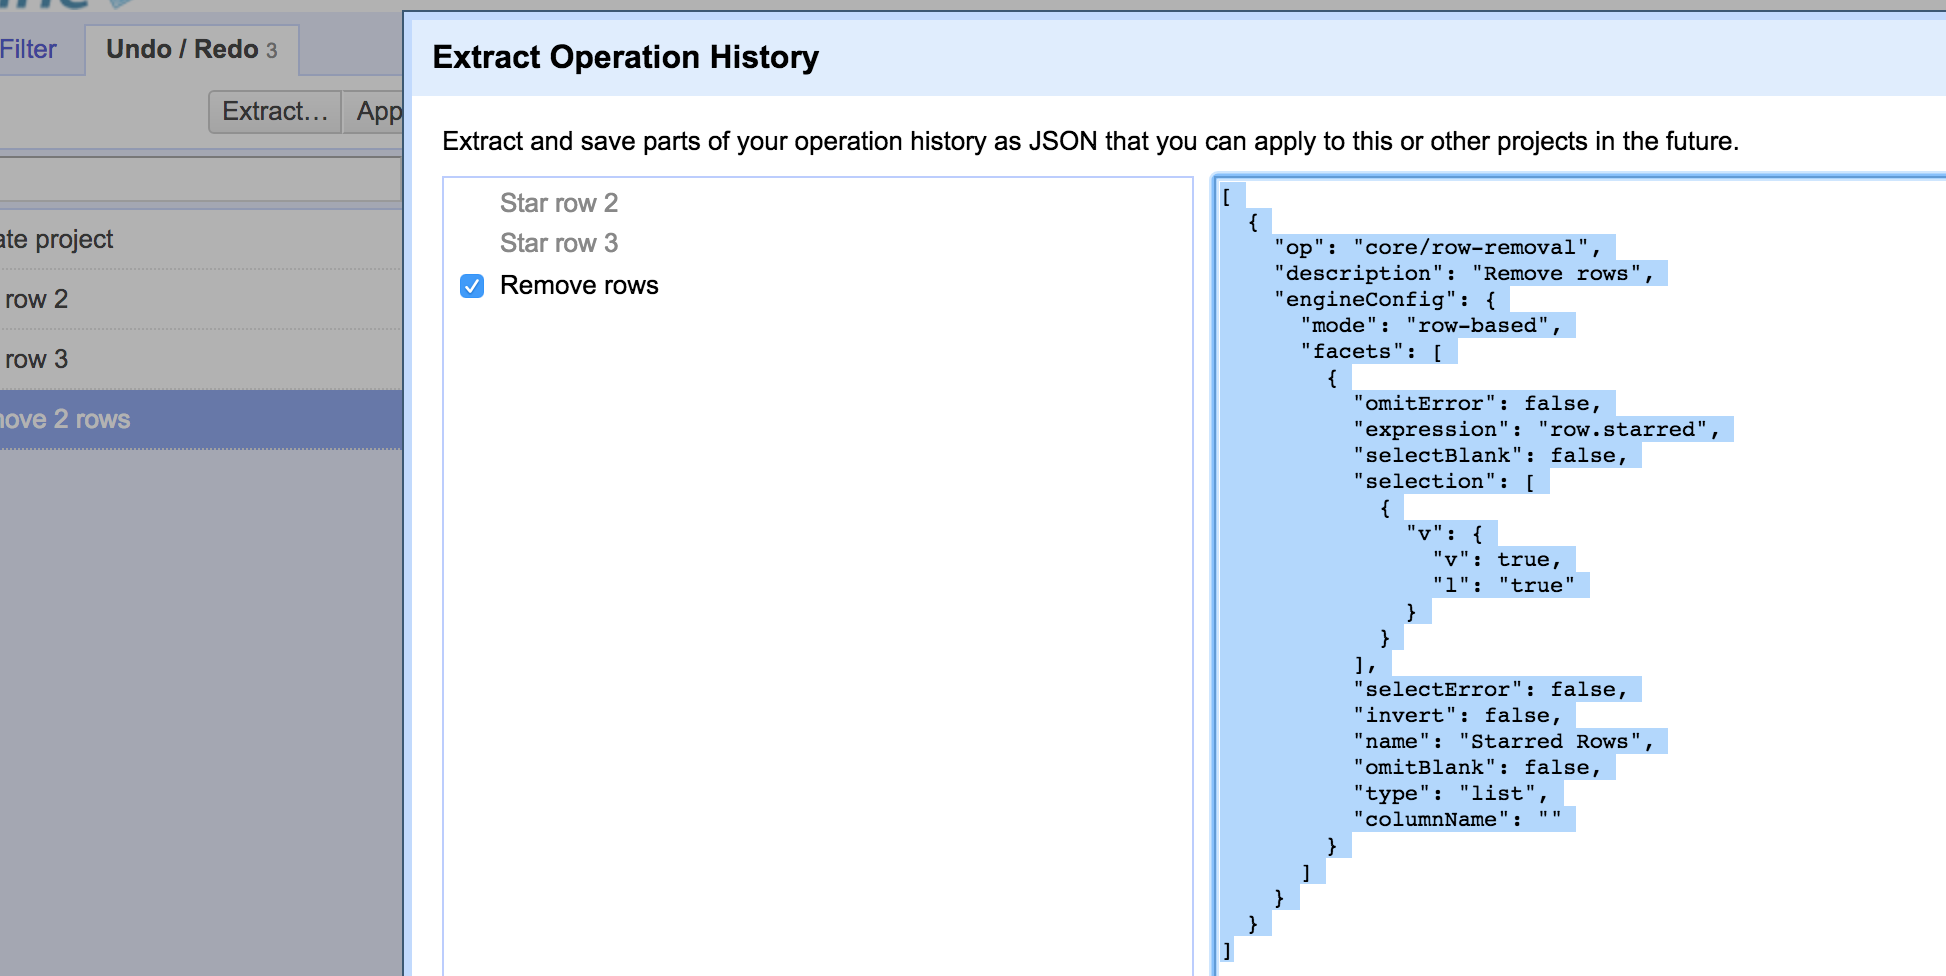 Filter
Undo / Redo 3
Extract...
App
ate project
row 2
row 3
ove 2 rows
Extract Operation History
Extract and save parts of your operation history as JSON that you can apply to this or other projects in the future.
Star row 2
Star row 3
Remove rows
[
  {
    "op": "core/row-removal",
    "description": "Remove rows",
    "engineConfig": {
      "mode": "row-based",
      "facets": [
        {
          "omitError": false,
          "expression": "row.starred",
          "selectBlank": false,
          "selection": [
            {
              "v": {
                "v": true,
                "l": "true"
              }
            }
          ],
          "selectError": false,
          "invert": false,
          "name": "Starred Rows",
          "omitBlank": false,
          "type": "list",
          "columnName": ""
        }
      ]
    }
  }
]